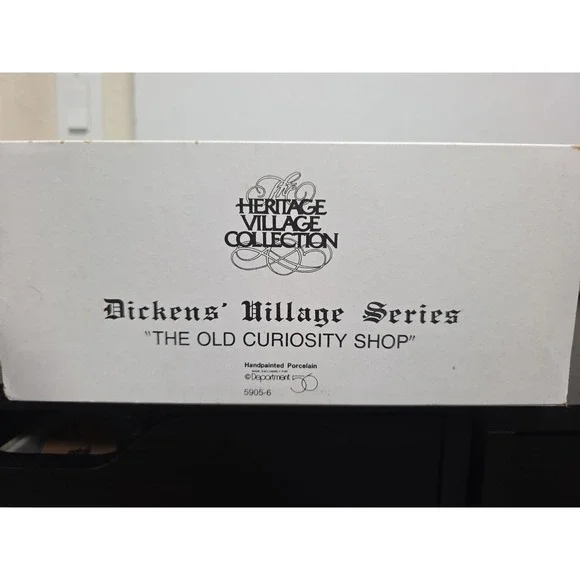 The
HERITAGE
VILLAGE
COLLECTION
Dickens' Village Series
"THE OLD CURIOSITY SHOP"
Handpainted Porcelain
©Department 56
5905-6